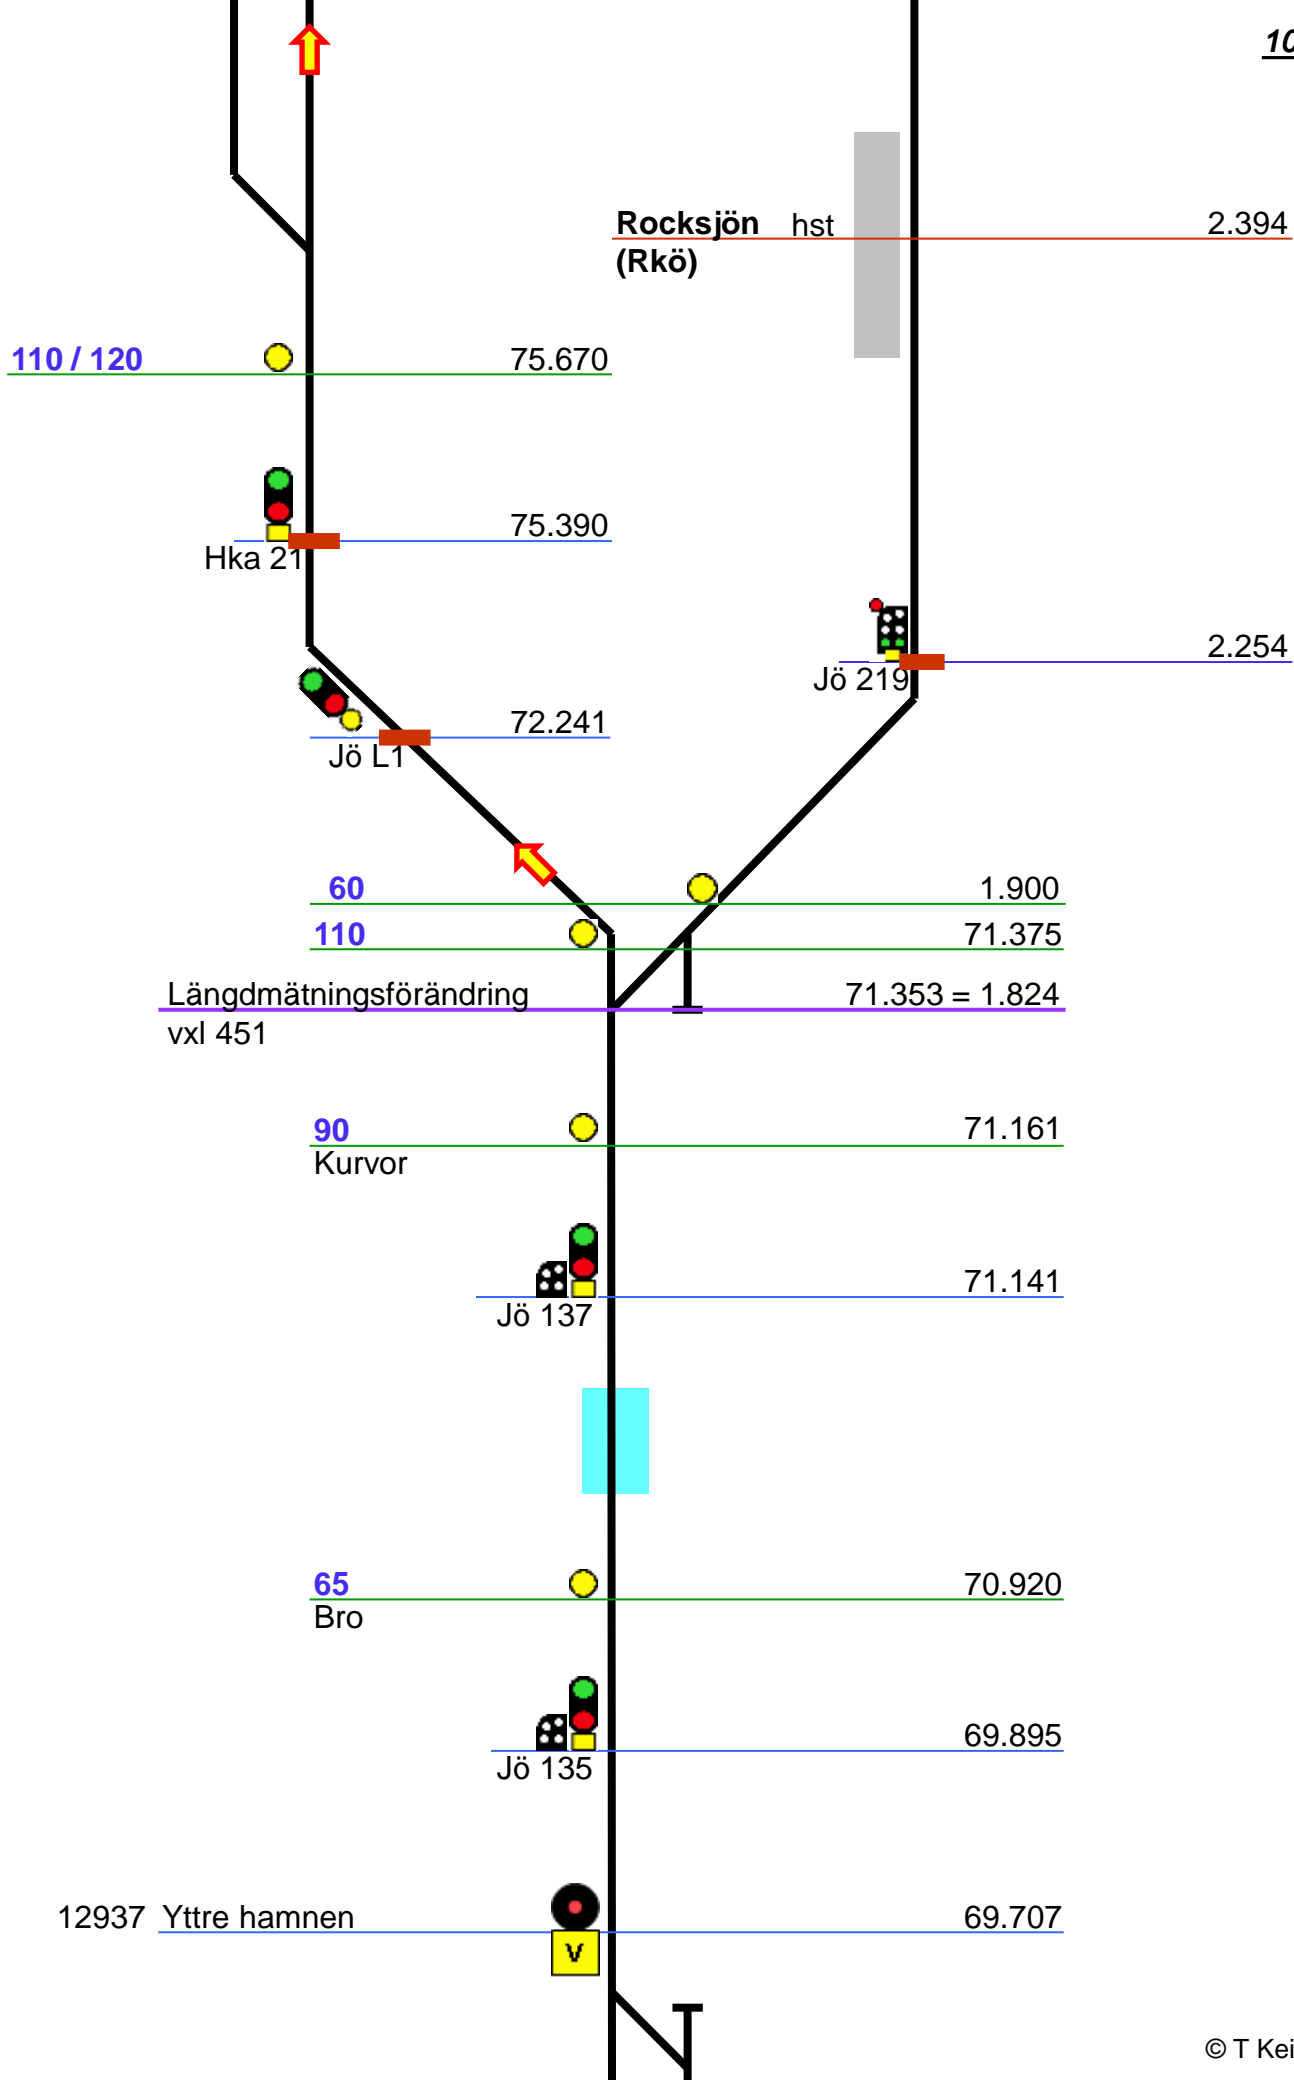 10
Rocksjön hst 2.394
(Rkö)
110 / 120 75.670
75.390
Hka 21
2.254
Jö 219
72.241
Jö L1
60 1.900
110 71.375
Längdmätningsförändring 71.353 = 1.824
vxl 451
90 71.161
Kurvor
71.141
Jö 137
65 70.920
Bro
69.895
Jö 135
12937 Yttre hamnen 69.707
V
© T Kei